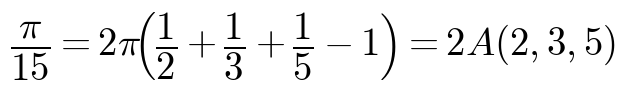 π/15 = 2π(1/2 + 1/3 + 1/5 − 1) = 2A(2, 3, 5)